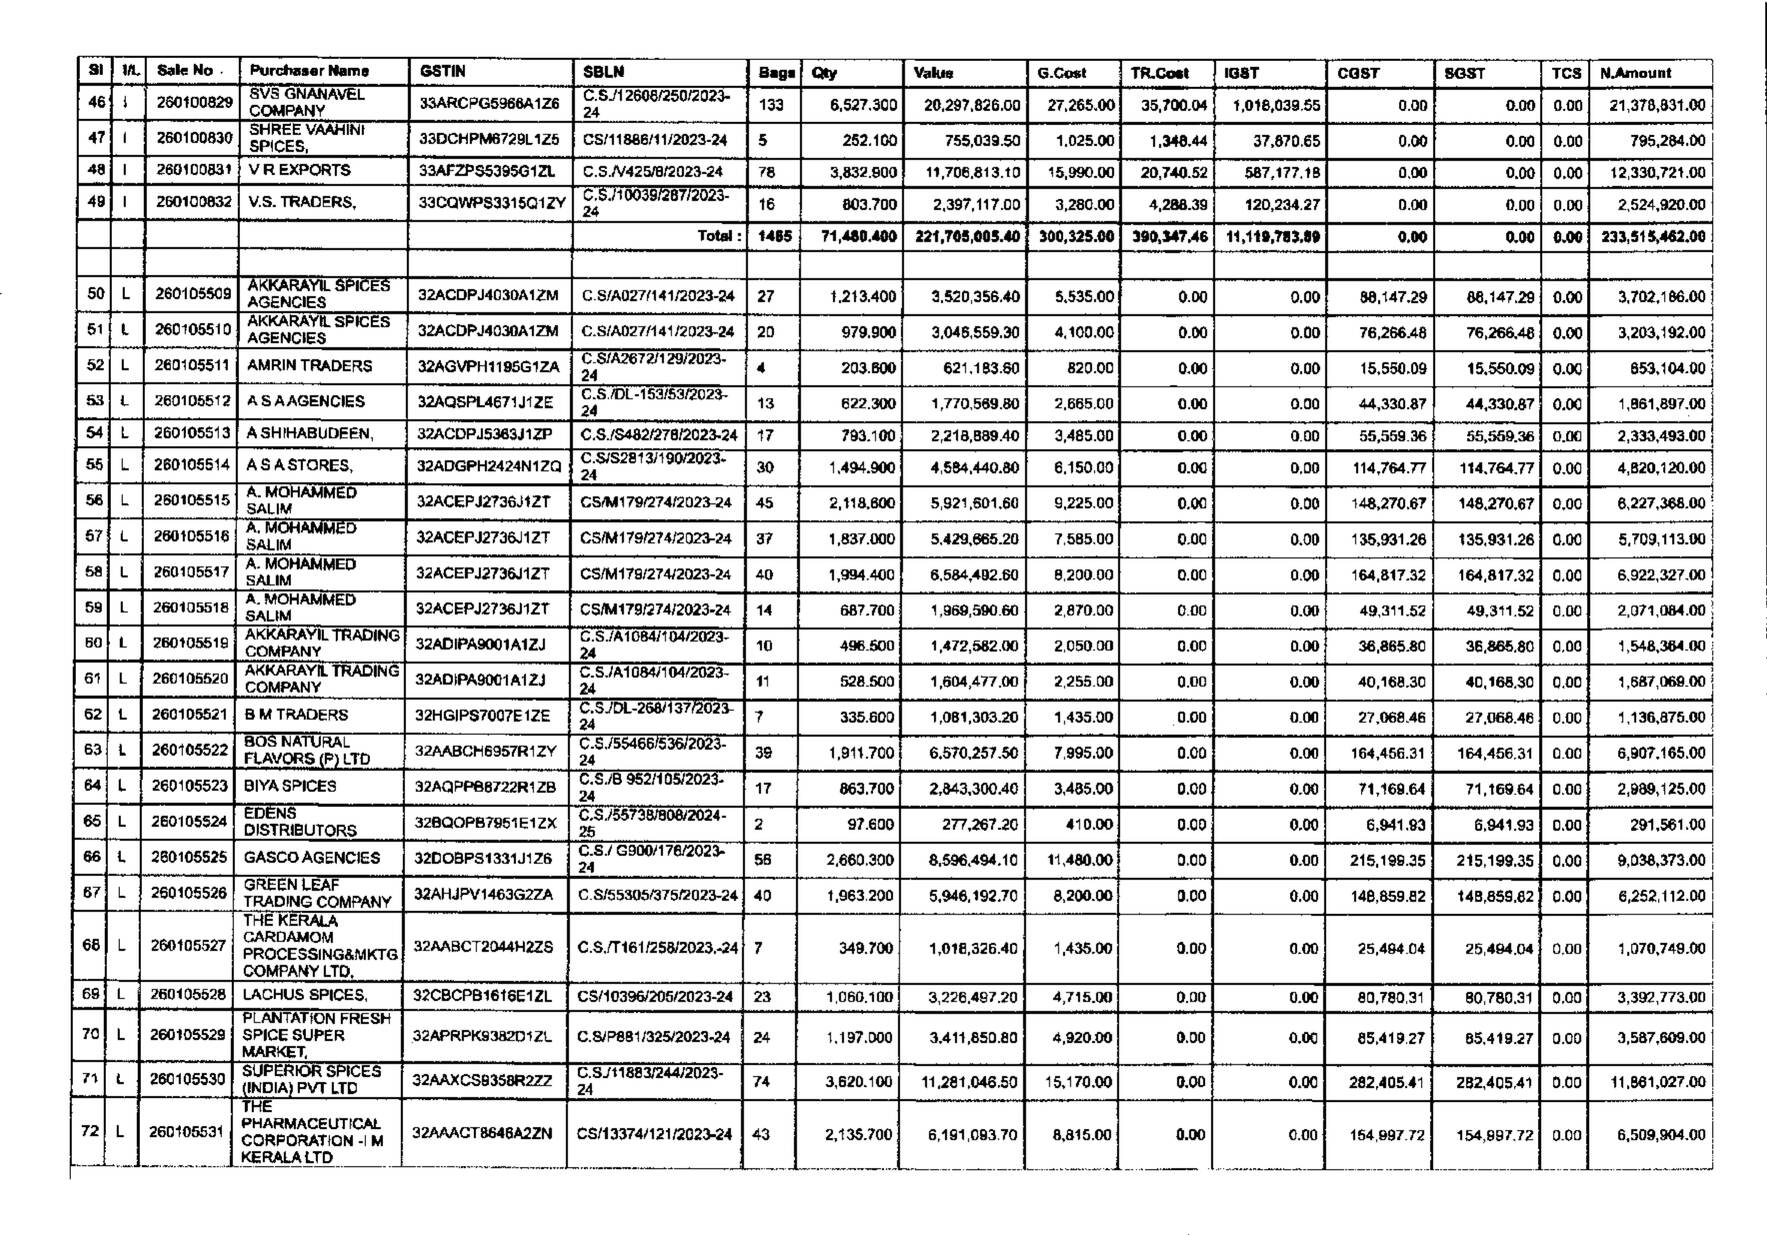 Sl I/L Sale No . Purchaser Name GSTIN SBLN Bags Qty Value G.Cost TR.Cost IGST CGST SGST TCS N.Amount
46 I 260100829 SVS GNANAVEL COMPANY 33ARCPG5966A1Z6 C.S./12608/250/2023-24 133 6,527.300 20,297,826.00 27,265.00 35,700.04 1,018,039.55 0.00 0.00 0.00 21,378,831.00
47 I 260100830 SHREE VAAHINI SPICES, 33DCHPM6729L1Z5 CS/11886/11/2023-24 5 252.100 755,039.50 1,025.00 1,348.44 37,870.65 0.00 0.00 0.00 795,284.00
48 I 260100831 V R EXPORTS 33AFZPS5395G1ZL C.S./V425/8/2023-24 78 3,832.900 11,706,813.10 15,990.00 20,740.52 587,177.18 0.00 0.00 0.00 12,330,721.00
49 I 260100832 V.S. TRADERS, 33CQWPS3315Q1ZY C.S./10039/287/2023-24 16 803.700 2,397,117.00 3,280.00 4,288.39 120,234.27 0.00 0.00 0.00 2,524,920.00
Total : 1465 71,480.400 221,705,005.40 300,325.00 390,347.46 11,119,783.89 0.00 0.00 0.00 233,515,462.00
50 L 260105509 AKKARAYIL SPICES AGENCIES 32ACDPJ4030A1ZM C.S/A027/141/2023-24 27 1,213.400 3,520,356.40 5,535.00 0.00 0.00 88,147.29 88,147.29 0.00 3,702,186.00
51 L 260105510 AKKARAYIL SPICES AGENCIES 32ACDPJ4030A1ZM C.S/A027/141/2023-24 20 979.900 3,046,559.30 4,100.00 0.00 0.00 76,266.48 76,266.48 0.00 3,203,192.00
52 L 260105511 AMRIN TRADERS 32AGVPH1195G1ZA C.S/A2672/129/2023-24 4 203.600 621,183.60 820.00 0.00 0.00 15,550.09 15,550.09 0.00 653,104.00
53 L 260105512 A S A AGENCIES 32AQSPL4671J1ZE C.S./DL-153/53/2023-24 13 622.300 1,770,569.80 2,665.00 0.00 0.00 44,330.87 44,330.87 0.00 1,861,897.00
54 L 260105513 A SHIHABUDEEN, 32ACDPJ5363J1ZP C.S./S482/278/2023-24 17 793.100 2,218,889.40 3,485.00 0.00 0.00 55,559.36 55,559.36 0.00 2,333,493.00
55 L 260105514 A S A STORES, 32ADGPH2424N1ZQ C.S/S2813/190/2023-24 30 1,494.900 4,584,440.80 6,150.00 0.00 0.00 114,764.77 114,764.77 0.00 4,820,120.00
56 L 260105515 A. MOHAMMED SALIM 32ACEPJ2736J1ZT CS/M179/274/2023-24 45 2,118.600 5,921,601.60 9,225.00 0.00 0.00 148,270.67 148,270.67 0.00 6,227,368.00
57 L 260105516 A. MOHAMMED SALIM 32ACEPJ2736J1ZT CS/M179/274/2023-24 37 1,837.000 5,429,665.20 7,585.00 0.00 0.00 135,931.26 135,931.26 0.00 5,709,113.00
58 L 260105517 A. MOHAMMED SALIM 32ACEPJ2736J1ZT CS/M179/274/2023-24 40 1,994.400 6,584,492.60 8,200.00 0.00 0.00 164,817.32 164,817.32 0.00 6,922,327.00
59 L 260105518 A. MOHAMMED SALIM 32ACEPJ2736J1ZT CS/M179/274/2023-24 14 687.700 1,969,590.60 2,870.00 0.00 0.00 49,311.52 49,311.52 0.00 2,071,084.00
60 L 260105519 AKKARAYIL TRADING COMPANY 32ADIPA9001A1ZJ C.S./A1084/104/2023-24 10 496.500 1,472,582.00 2,050.00 0.00 0.00 36,865.80 36,865.80 0.00 1,548,364.00
61 L 260105520 AKKARAYIL TRADING COMPANY 32ADIPA9001A1ZJ C.S./A1084/104/2023-24 11 528.500 1,604,477.00 2,255.00 0.00 0.00 40,168.30 40,168.30 0.00 1,687,069.00
62 L 260105521 B M TRADERS 32HGIPS7007E1ZE C.S./DL-268/137/2023-24 7 335.600 1,081,303.20 1,435.00 0.00 0.00 27,068.46 27,068.46 0.00 1,136,875.00
63 L 260105522 BOS NATURAL FLAVORS (P) LTD 32AABCH6957R1ZY C.S./55466/536/2023-24 39 1,911.700 6,570,257.50 7,995.00 0.00 0.00 164,456.31 164,456.31 0.00 6,907,165.00
64 L 260105523 BIYA SPICES 32AQPPB8722R1ZB C.S./B 952/105/2023-24 17 863.700 2,843,300.40 3,485.00 0.00 0.00 71,169.64 71,169.64 0.00 2,989,125.00
65 L 260105524 EDENS DISTRIBUTORS 32BQOPB7951E1ZX C.S./55738/808/2024-25 2 97.600 277,267.20 410.00 0.00 0.00 6,941.93 6,941.93 0.00 291,561.00
66 L 260105525 GASCO AGENCIES 32DOBPS1331J1Z6 C.S./ G900/176/2023-24 56 2,660.300 8,596,494.10 11,480.00 0.00 0.00 215,199.35 215,199.35 0.00 9,038,373.00
67 L 260105526 GREEN LEAF TRADING COMPANY 32AHJPV1463G2ZA C.S/55305/375/2023-24 40 1,963.200 5,946,192.70 8,200.00 0.00 0.00 148,859.82 148,859.82 0.00 6,252,112.00
68 L 260105527 THE KERALA CARDAMOM PROCESSING&MKTG COMPANY LTD, 32AABCT2044H2ZS C.S./T161/258/2023.-24 7 349.700 1,018,326.40 1,435.00 0.00 0.00 25,494.04 25,494.04 0.00 1,070,749.00
69 L 260105528 LACHUS SPICES, 32CBCPB1616E1ZL CS/10396/205/2023-24 23 1,060.100 3,226,497.20 4,715.00 0.00 0.00 80,780.31 80,780.31 0.00 3,392,773.00
70 L 260105529 PLANTATION FRESH SPICE SUPER MARKET, 32APRPK9382D1ZL C.S/P881/325/2023-24 24 1,197.000 3,411,850.80 4,920.00 0.00 0.00 85,419.27 85,419.27 0.00 3,587,609.00
71 L 260105530 SUPERIOR SPICES (INDIA) PVT LTD 32AAXCS9358R2ZZ C.S./11883/244/2023-24 74 3,620.100 11,281,046.50 15,170.00 0.00 0.00 282,405.41 282,405.41 0.00 11,861,027.00
72 L 260105531 THE PHARMACEUTICAL CORPORATION -I M KERALA LTD 32AAACT8646A2ZN CS/13374/121/2023-24 43 2,135.700 6,191,093.70 8,815.00 0.00 0.00 154,997.72 154,997.72 0.00 6,509,904.00